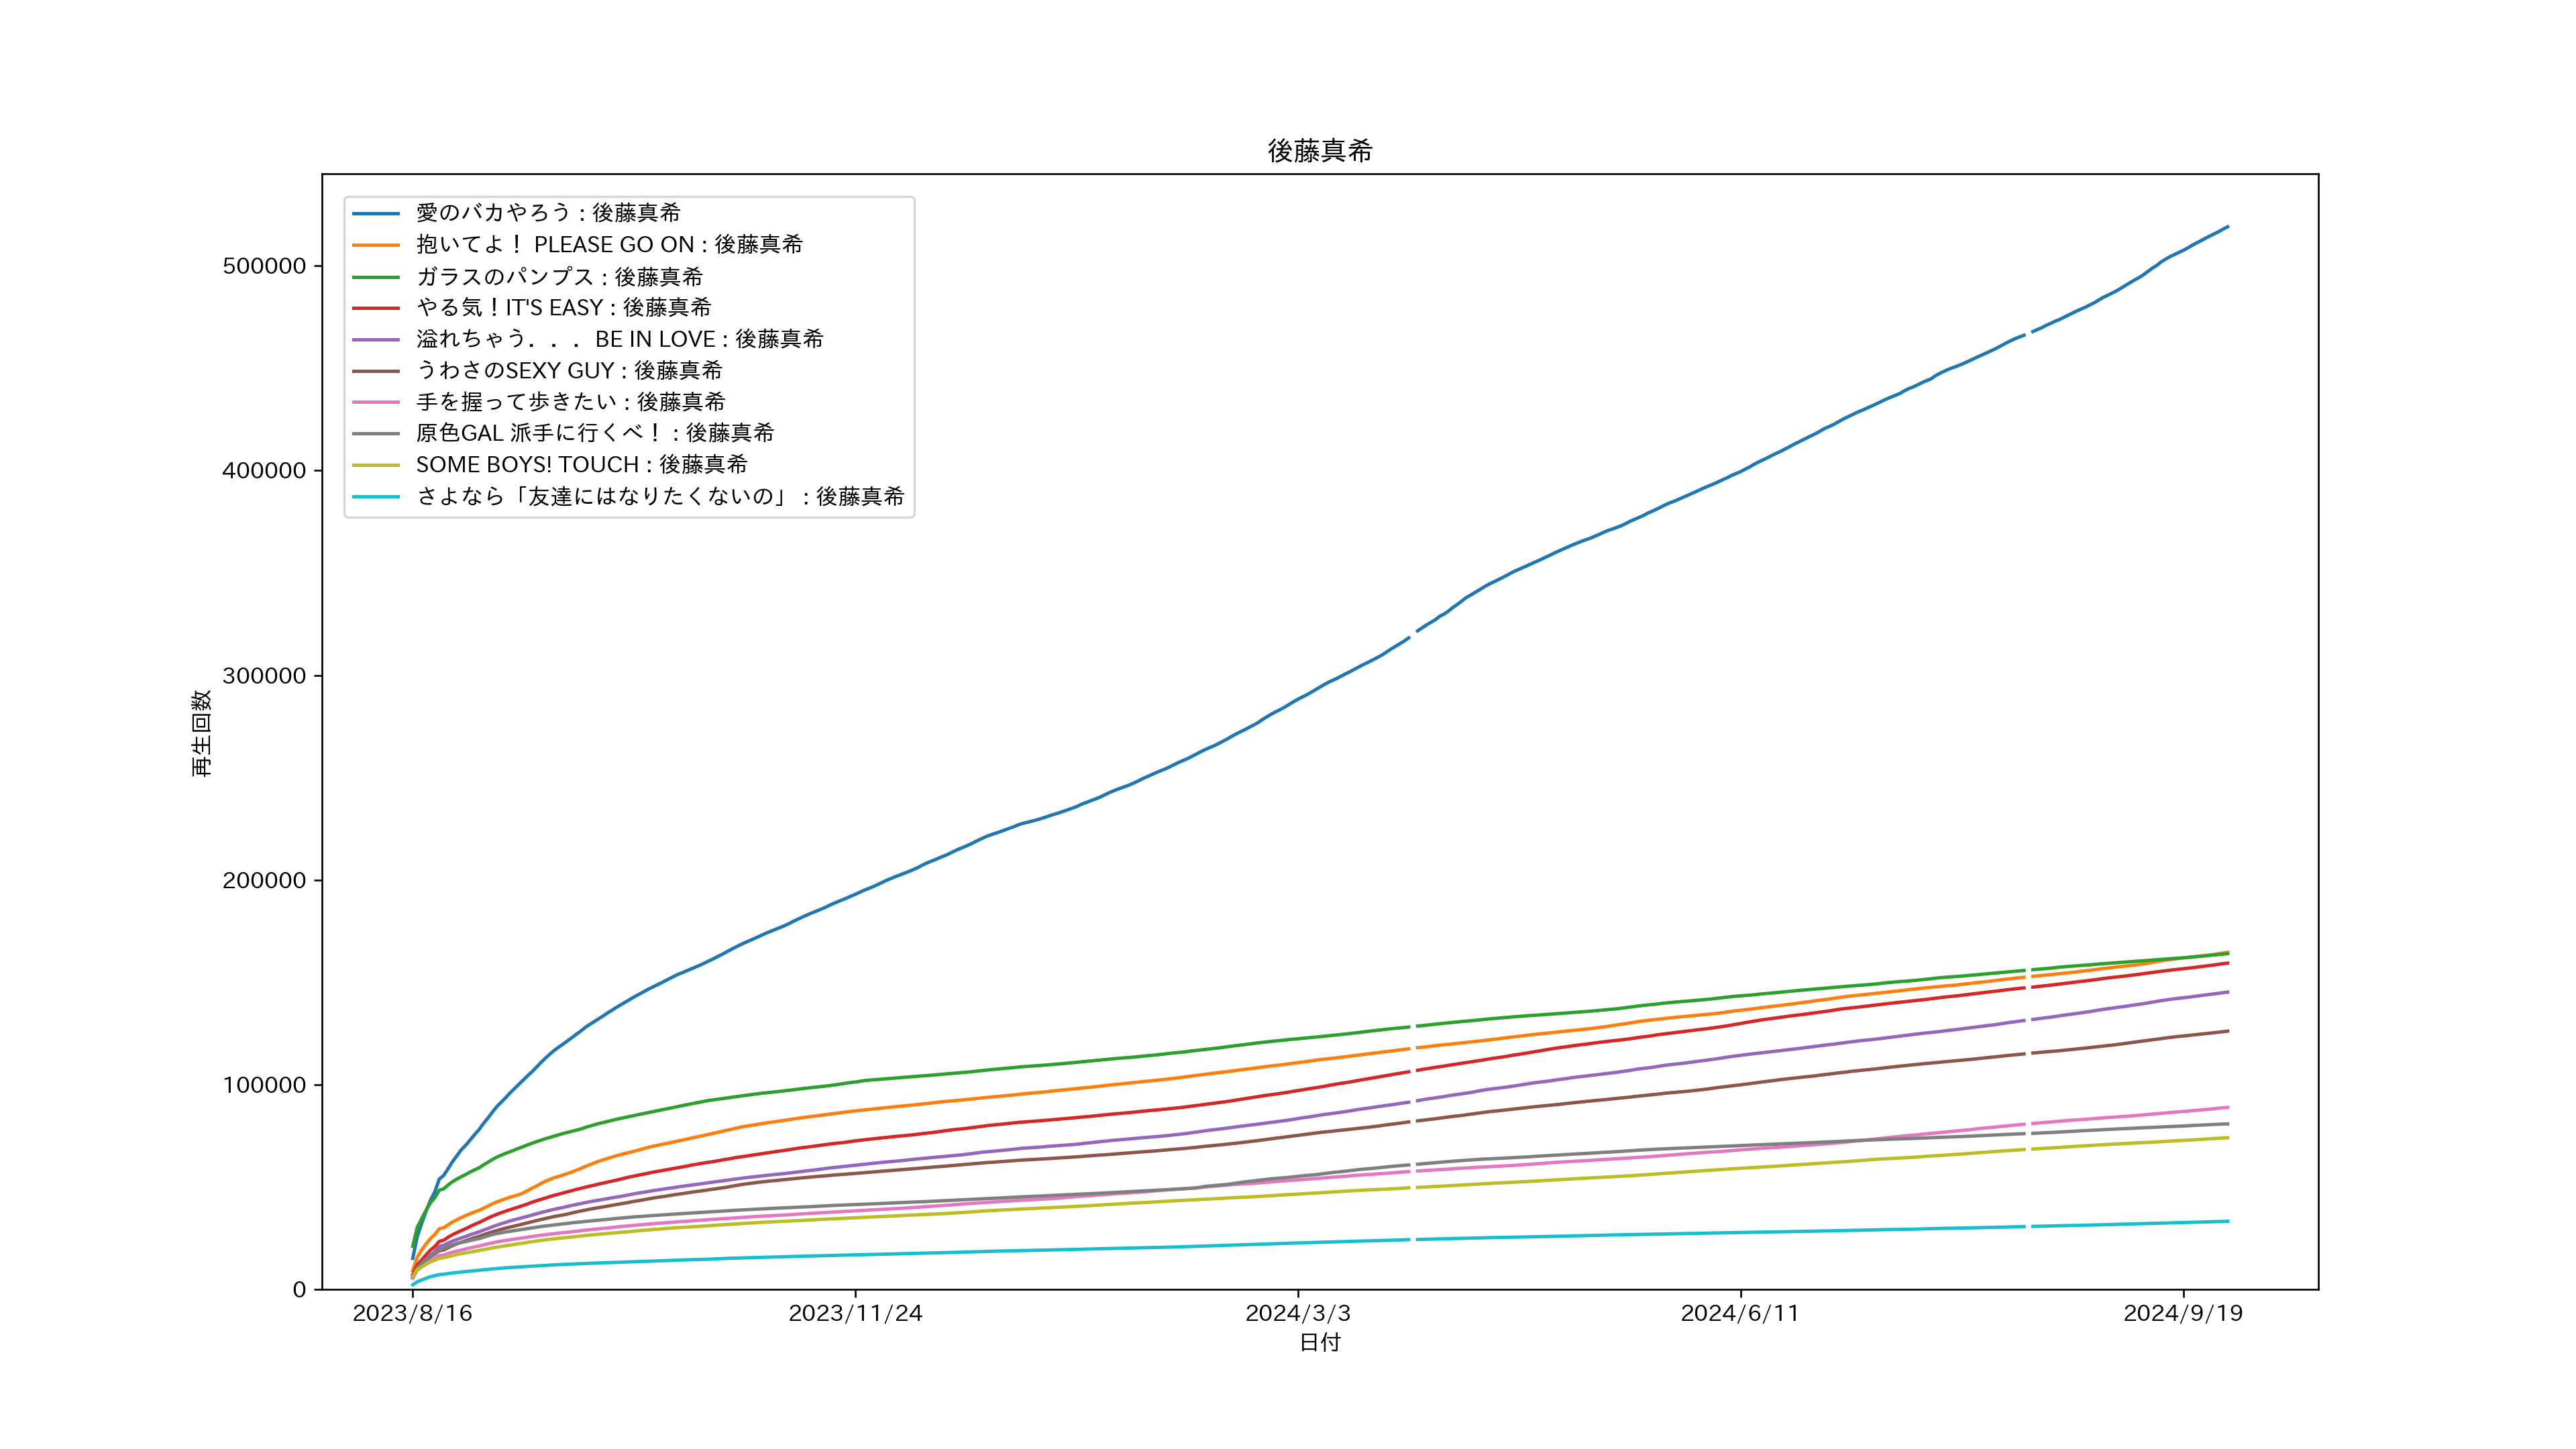 後藤真希
愛のバカやろう : 後藤真希
抱いてよ！ PLEASE GO ON : 後藤真希
ガラスのパンプス : 後藤真希
やる気！IT'S EASY : 後藤真希
溢れちゃう．．．BE IN LOVE : 後藤真希
うわさのSEXY GUY : 後藤真希
手を握って歩きたい : 後藤真希
原色GAL 派手に行くべ！ : 後藤真希
SOME BOYS! TOUCH : 後藤真希
さよなら「友達にはなりたくないの」 : 後藤真希
500000
400000
300000
200000
100000
0
再生回数
2023/8/16
2023/11/24
2024/3/3
2024/6/11
2024/9/19
日付